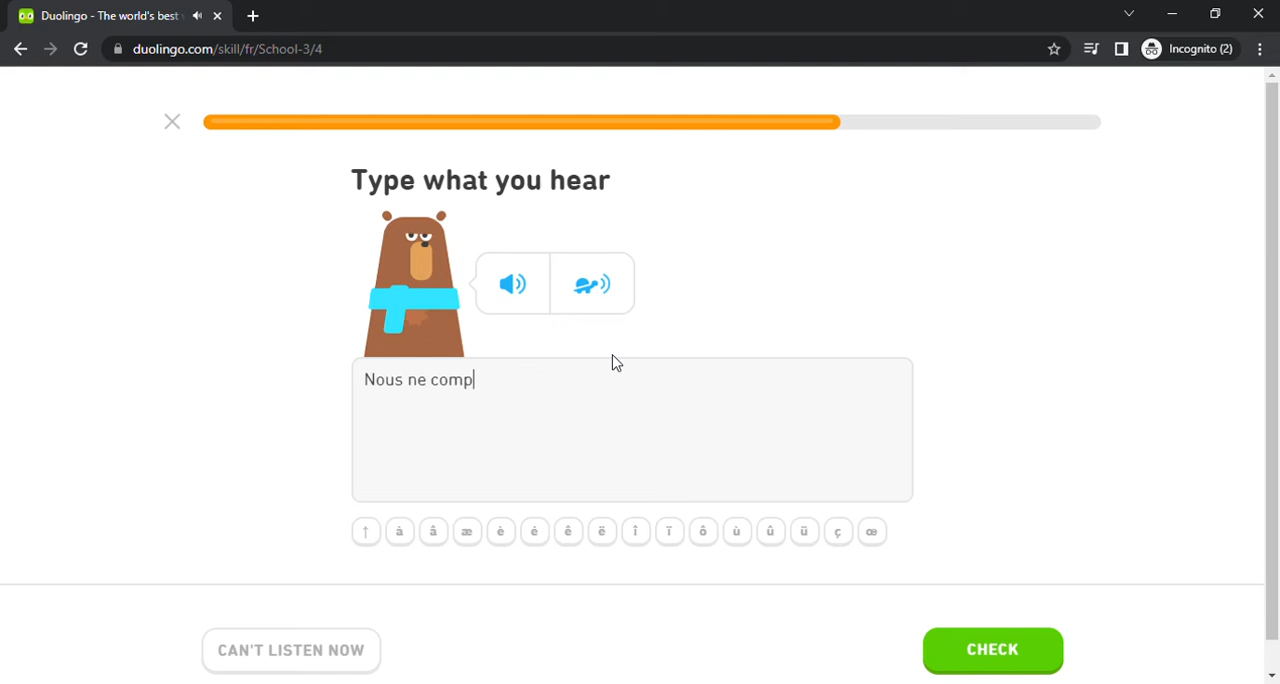 Duolingo - The world's best
duolingo.com/skill/fr/School-3/4
Incognito (2)
Type what you hear
Nous ne comp
↑ à â æ è é ê ë î ï ô ù û ü ç œ
CAN'T LISTEN NOW
CHECK